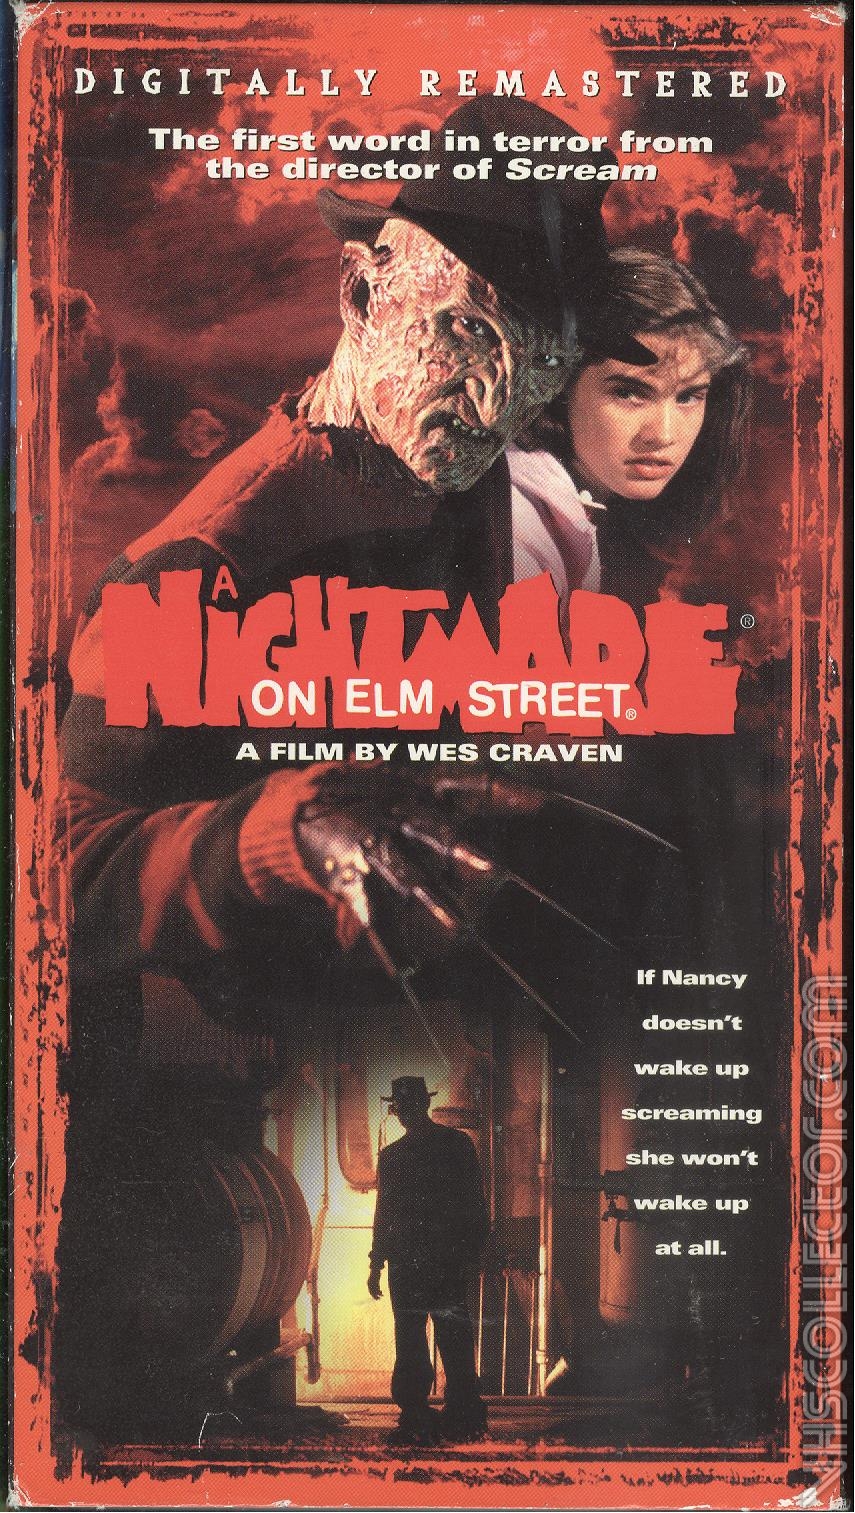 DIGITALLY REMASTERED
The first word in terror from
the director of Scream
A
NIGHTMARE®
ON ELM STREET®
A FILM BY WES CRAVEN
If Nancy
doesn't
wake up
screaming
she won't
wake up
at all.
VHSCOLLECTOR.COM